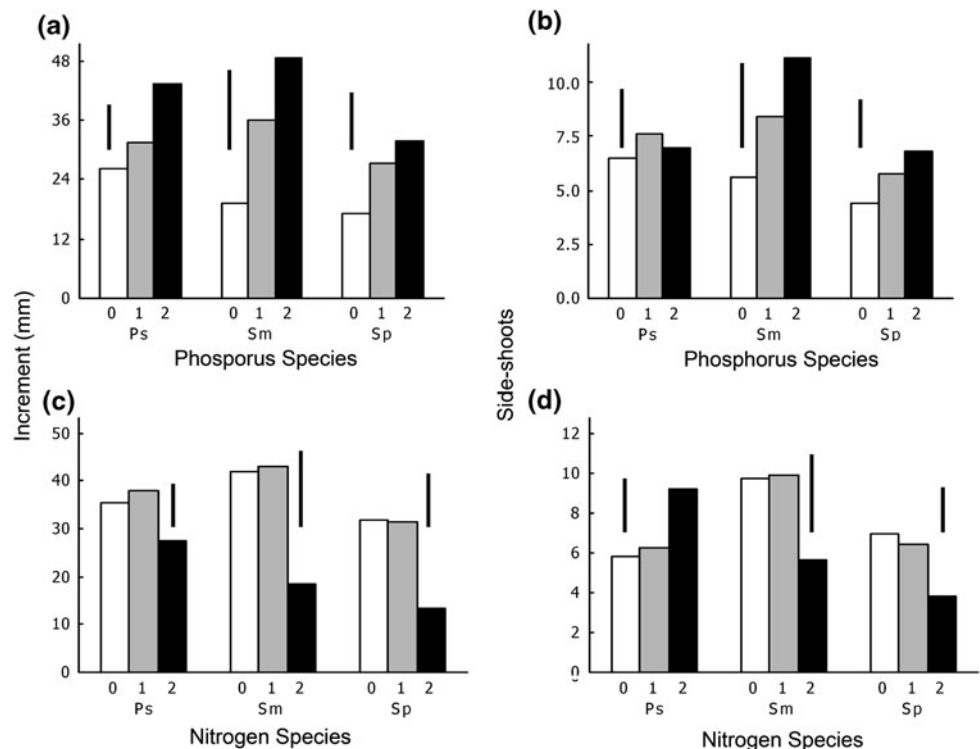 (a)
48
36
24
12
0
0 1 2 0 1 2 0 1 2
Ps Sm Sp
Phosporus Species
(b)
10.0
7.5
5.0
2.5
0.0
0 1 2 0 1 2 0 1 2
Ps Sm Sp
Phosphorus Species
Increment (mm)
Side-shoots
(c)
50
40
30
20
10
0
0 1 2 0 1 2 0 1 2
Ps Sm Sp
Nitrogen Species
(d)
12
10
8
6
4
2
0
0 1 2 0 1 2 0 1 2
Ps Sm Sp
Nitrogen Species